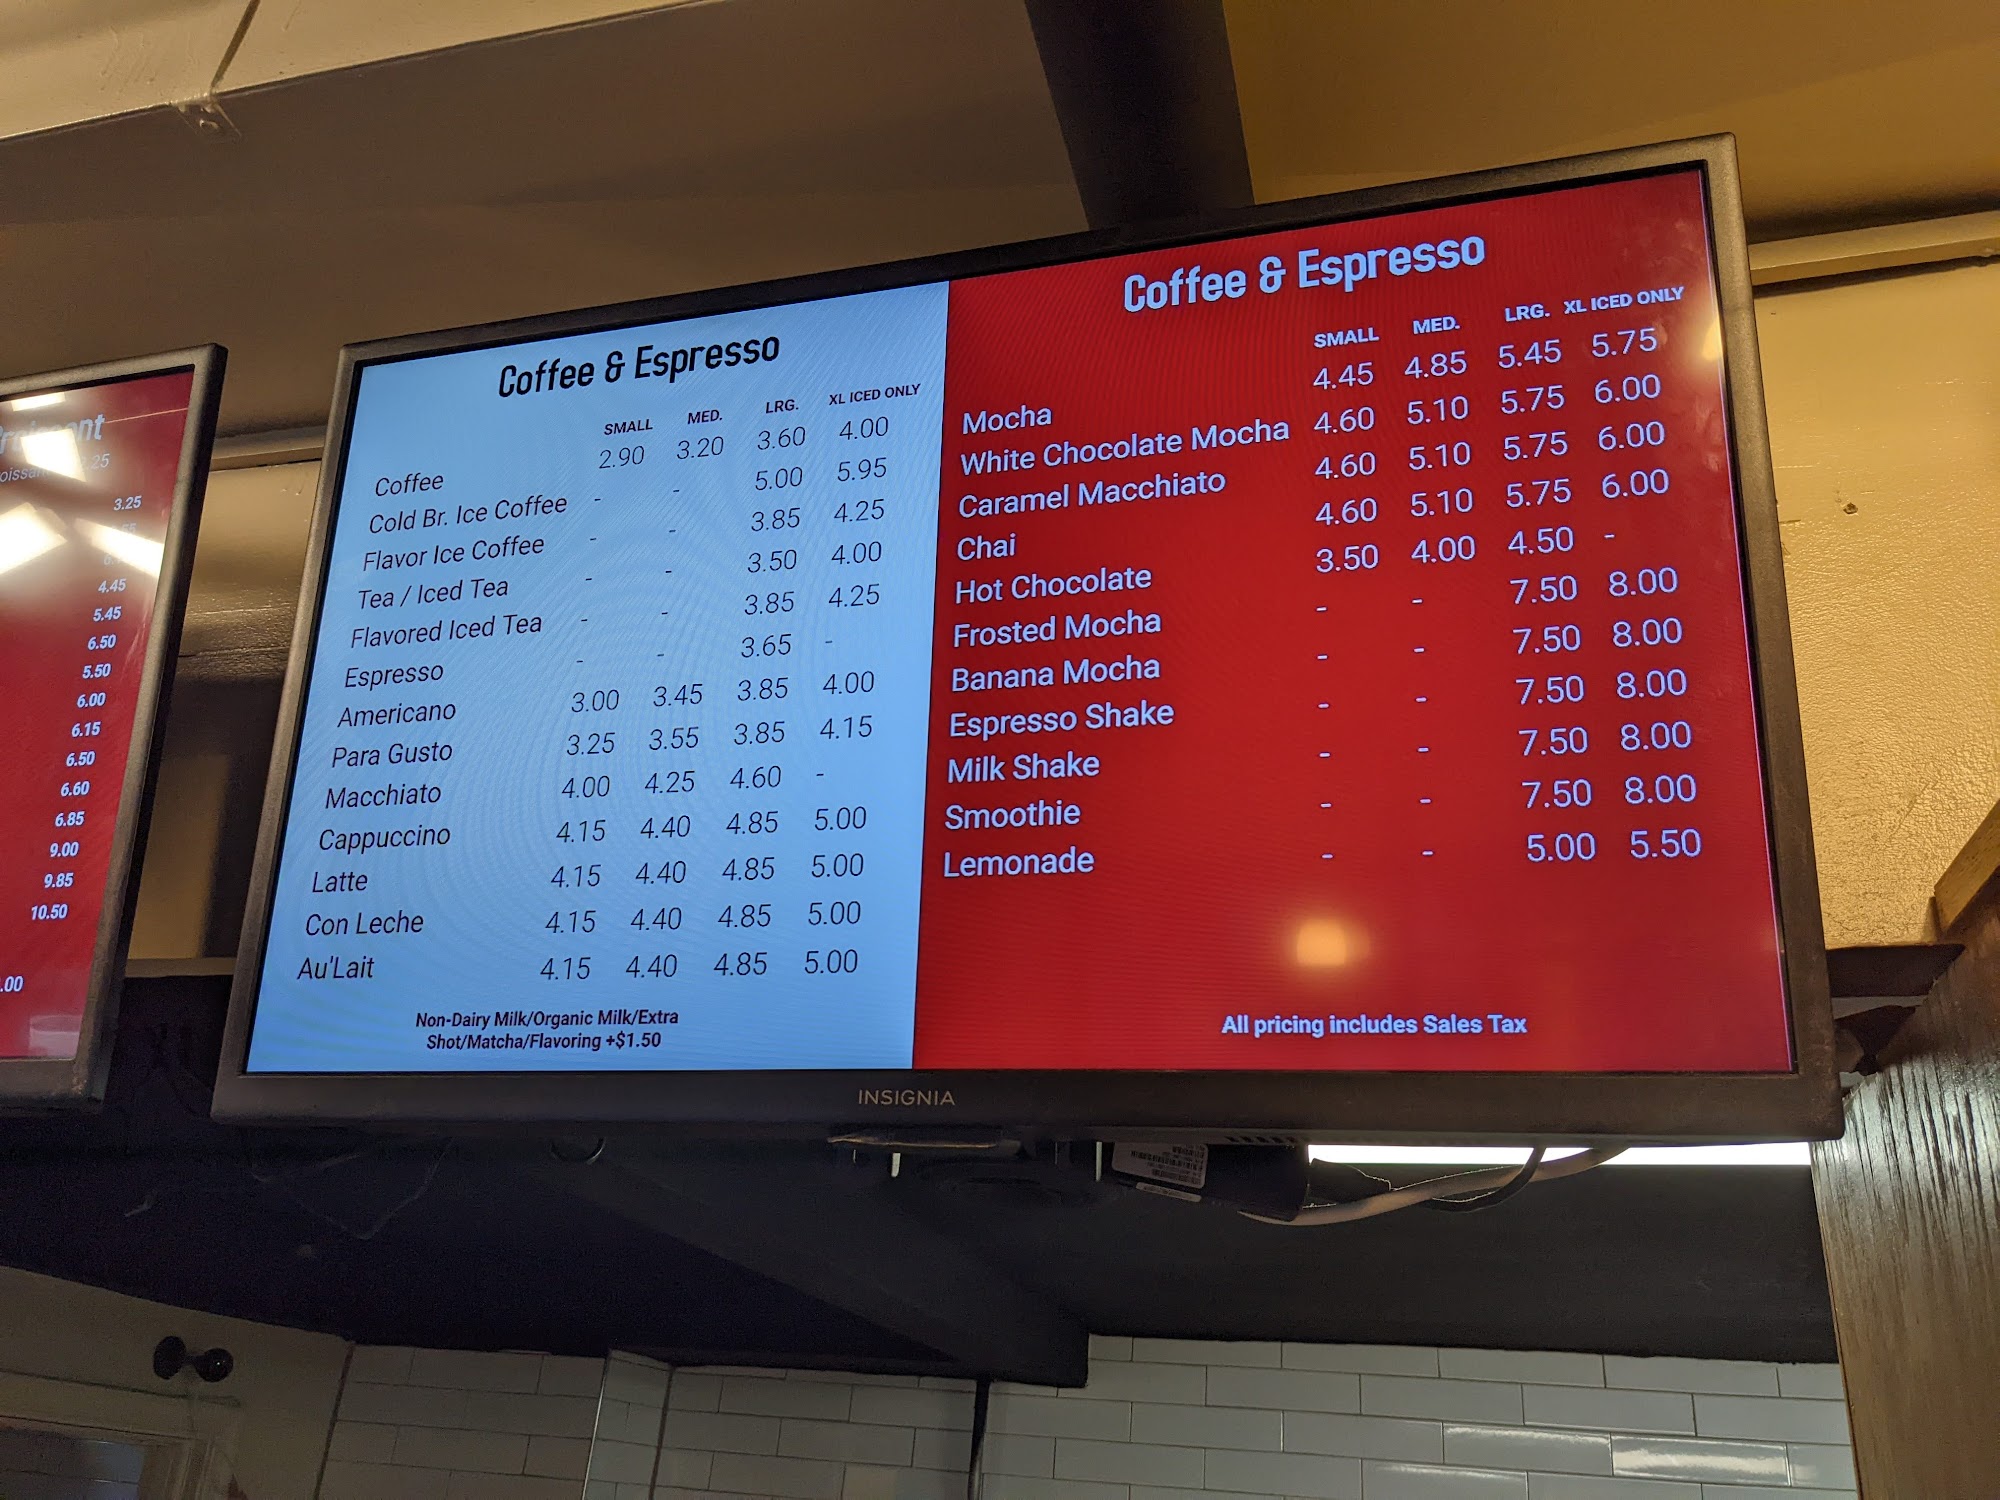 3.25
4.45
5.45
6.50
5.50
6.00
6.15
6.50
6.60
6.85
9.00
9.85
10.50
.00
Coffee & Espresso
SMALL MED. LRG. XL ICED ONLY
Coffee 2.90 3.20 3.60 4.00
Cold Br. Ice Coffee - - 5.00 5.95
Flavor Ice Coffee - - 3.85 4.25
Tea / Iced Tea - - 3.50 4.00
Flavored Iced Tea - - 3.85 4.25
Espresso - - 3.65 -
Americano 3.00 3.45 3.85 4.00
Para Gusto 3.25 3.55 3.85 4.15
Macchiato 4.00 4.25 4.60 -
Cappuccino 4.15 4.40 4.85 5.00
Latte 4.15 4.40 4.85 5.00
Con Leche 4.15 4.40 4.85 5.00
Au'Lait 4.15 4.40 4.85 5.00
Non-Dairy Milk/Organic Milk/Extra
Shot/Matcha/Flavoring +$1.50
Coffee & Espresso
SMALL MED. LRG. XL ICED ONLY
Mocha 4.45 4.85 5.45 5.75
White Chocolate Mocha 4.60 5.10 5.75 6.00
Caramel Macchiato 4.60 5.10 5.75 6.00
Chai 4.60 5.10 5.75 6.00
Hot Chocolate 3.50 4.00 4.50 -
Frosted Mocha - - 7.50 8.00
Banana Mocha - - 7.50 8.00
Espresso Shake - - 7.50 8.00
Milk Shake - - 7.50 8.00
Smoothie - - 7.50 8.00
Lemonade - - 5.00 5.50
All pricing includes Sales Tax
INSIGNIA